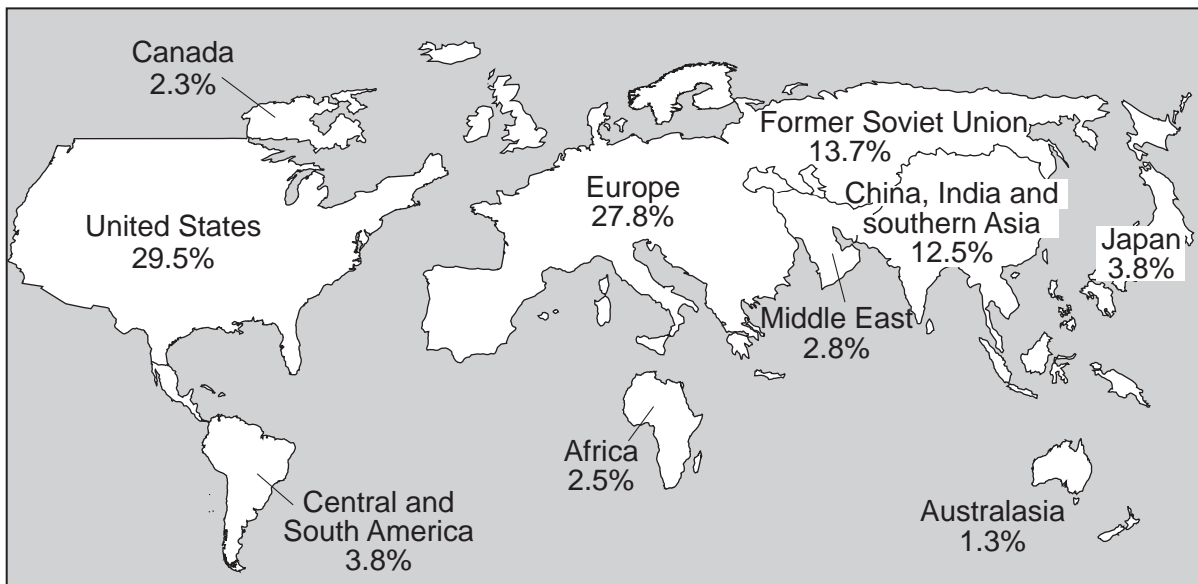 Canada
2.3%
United States
29.5%
Central and
South America
3.8%
Europe
27.8%
Africa
2.5%
Former Soviet Union
13.7%
China, India and
southern Asia
12.5%
Middle East
2.8%
Japan
3.8%
Australasia
1.3%